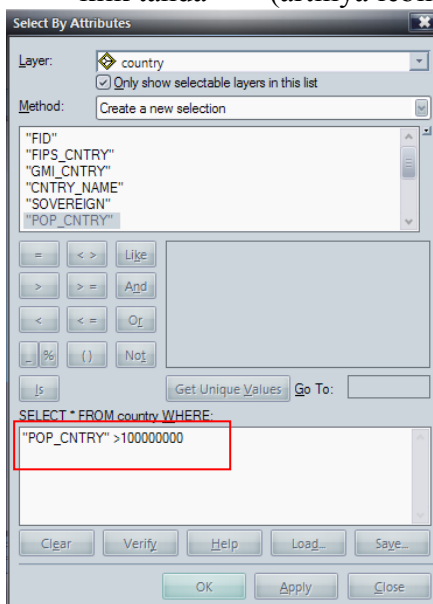 Select By Attributes
Layer: country
Only show selectable layers in this list
Method: Create a new selection
"FID"
"FIPS_CNTRY"
"GMI_CNTRY"
"CNTRY_NAME"
"SOVEREIGN"
"POP_CNTRY"
= < > Like
> > = And
< < = Or
_ % () Not
Is Get Unique Values Go To:
SELECT * FROM country WHERE:
"POP_CNTRY" >100000000
Clear Verify Help Load... Save...
OK Apply Close